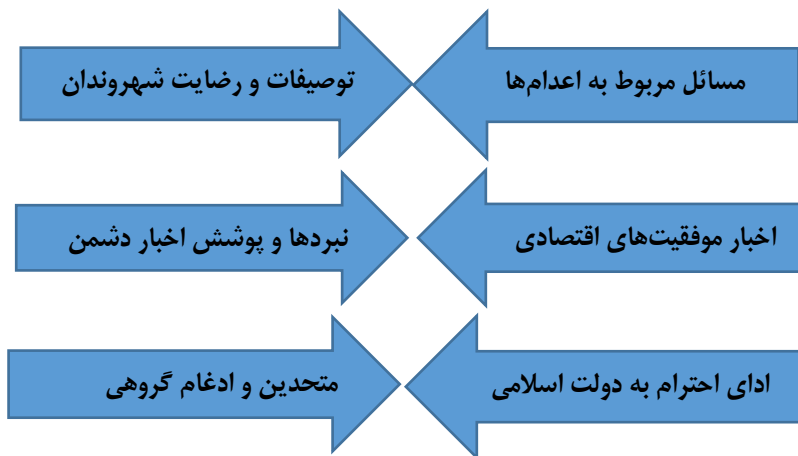 مسائل مربوط به اعدام‌ها
توصیفات و رضایت شهروندان
اخبار موفقیت‌های اقتصادی
نبردها و پوشش اخبار دشمن
ادای احترام به دولت اسلامی
متحدین و ادغام گروهی